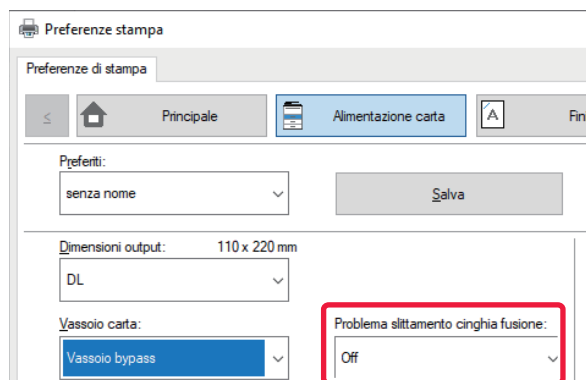 Preferenze stampa
Preferenze di stampa
< Principale Alimentazione carta A Fin
Preferiti:
senza nome Salva
Dimensioni output: 110 x 220 mm
DL
Vassoio carta: Problema slittamento cinghia fusione:
Vassoio bypass Off